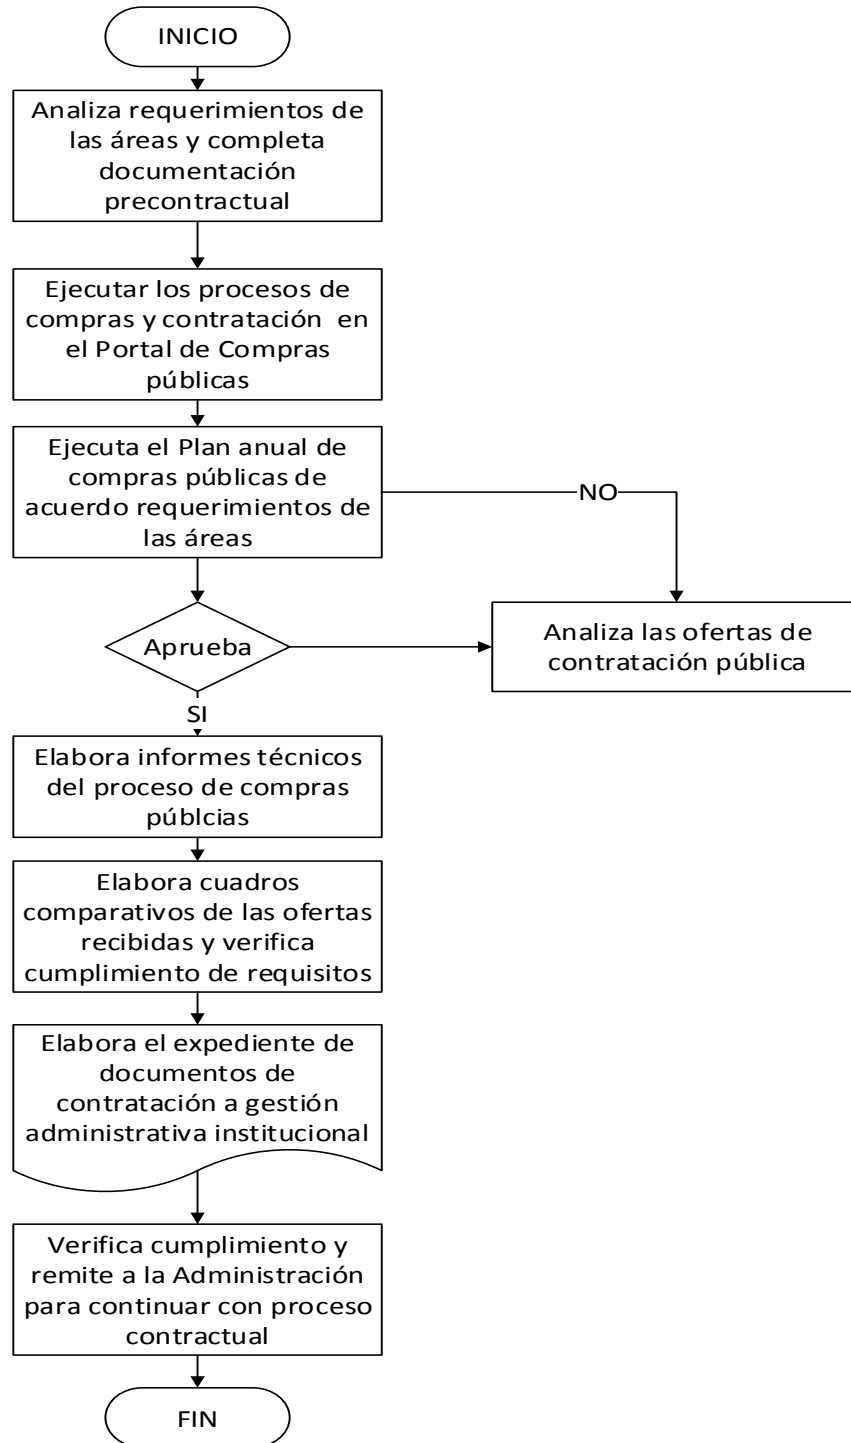 INICIO
Analiza requerimientos de
las áreas y completa
documentación
precontractual
Ejecutar los procesos de
compras y contratación en
el Portal de Compras
públicas
Ejecuta el Plan anual de
compras públicas de
acuerdo requerimientos de
las áreas
NO
Aprueba
Analiza las ofertas de
contratación pública
SI
Elabora informes técnicos
del proceso de compras
públcias
Elabora cuadros
comparativos de las ofertas
recibidas y verifica
cumplimiento de requisitos
Elabora el expediente de
documentos de
contratación a gestión
administrativa institucional
Verifica cumplimiento y
remite a la Administración
para continuar con proceso
contractual
FIN